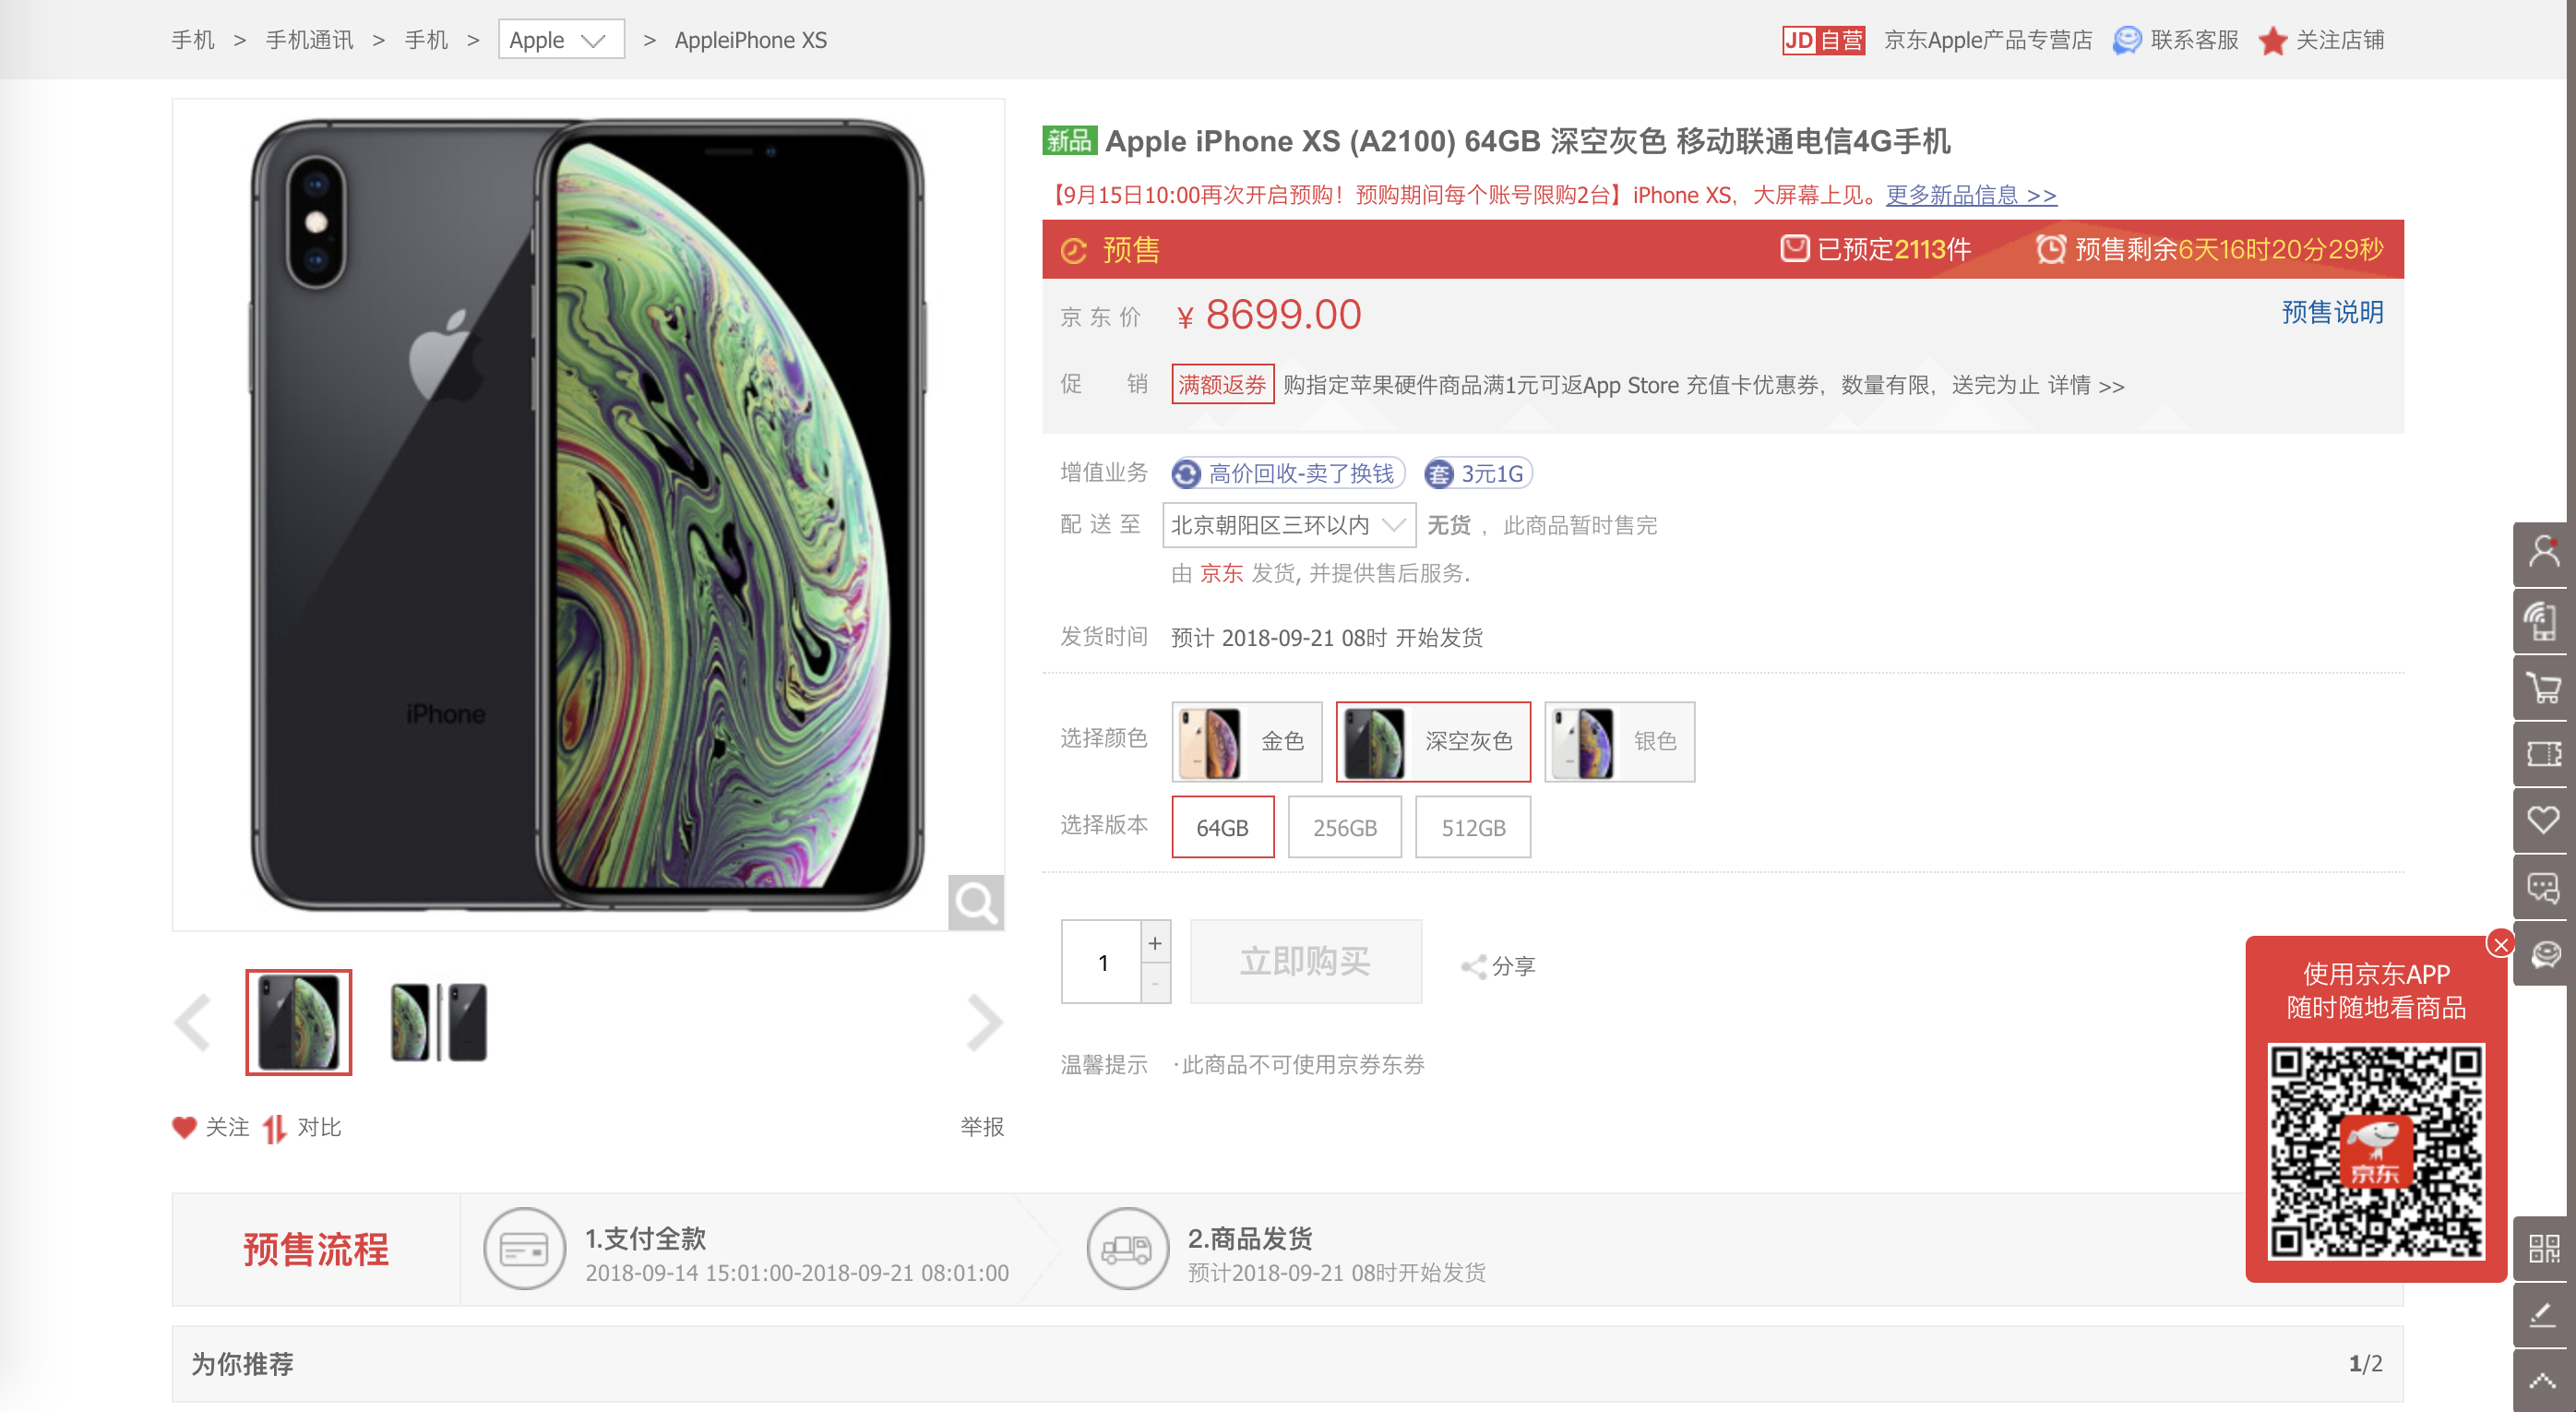 手机 > 手机通讯 > 手机 > Apple > AppleiPhone XS
JD 自营 京东Apple产品专营店 联系客服 关注店铺
新品 Apple iPhone XS (A2100) 64GB 深空灰色 移动联通电信4G手机
【9月15日10:00再次开启预购！预购期间每个账号限购2台】iPhone XS，大屏幕上见。更多新品信息 >>
预售 已预定2113件 预售剩余6天16时20分29秒
京东价 ¥ 8699.00 预售说明
促销 满额返券 购指定苹果硬件商品满1元可返App Store 充值卡优惠券，数量有限，送完为止 详情 >>
增值业务 高价回收-卖了换钱 套 3元1G
配送至 北京朝阳区三环以内 无货 ，此商品暂时售完
由 京东 发货, 并提供售后服务.
发货时间 预计 2018-09-21 08时 开始发货
选择颜色 金色 深空灰色 银色
选择版本 64GB 256GB 512GB
1 + - 立即购买 分享
温馨提示 ·此商品不可使用京券东券
iPhone
关注 对比 举报
使用京东APP
随时随地看商品
京东
预售流程
1.支付全款
2018-09-14 15:01:00-2018-09-21 08:01:00
2.商品发货
预计2018-09-21 08时开始发货
为你推荐 1/2